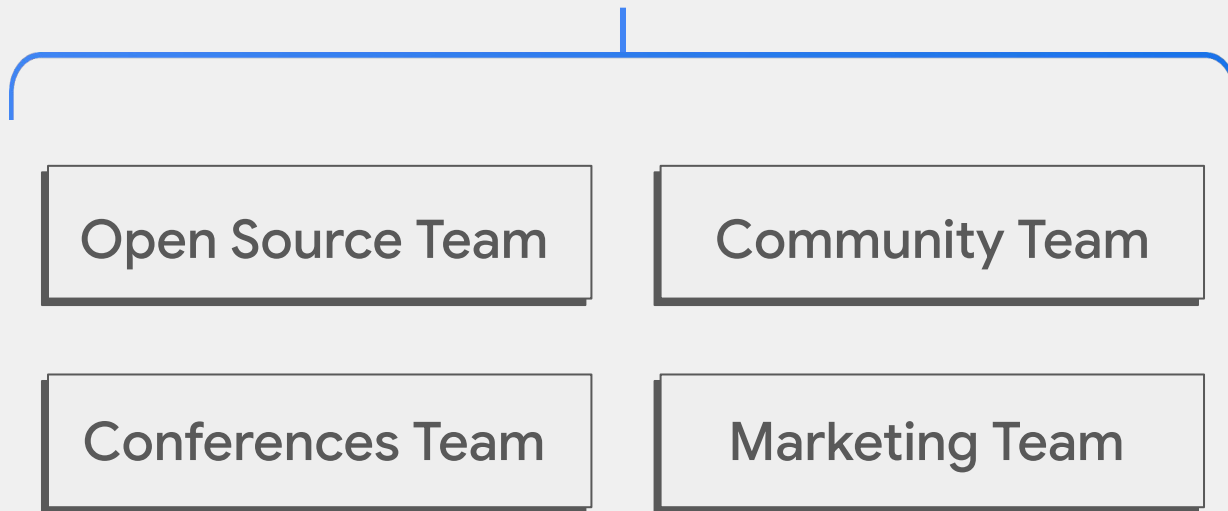 Open Source Team
Community Team
Conferences Team
Marketing Team